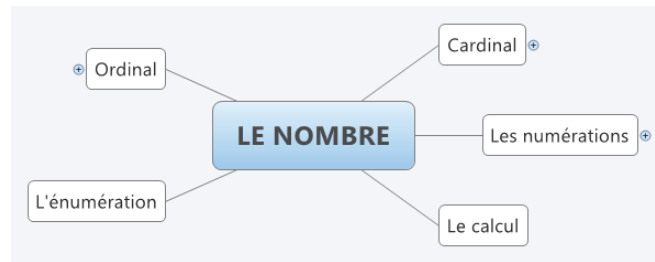 Cardinal
Ordinal
LE NOMBRE
Les numérations
L'énumération
Le calcul